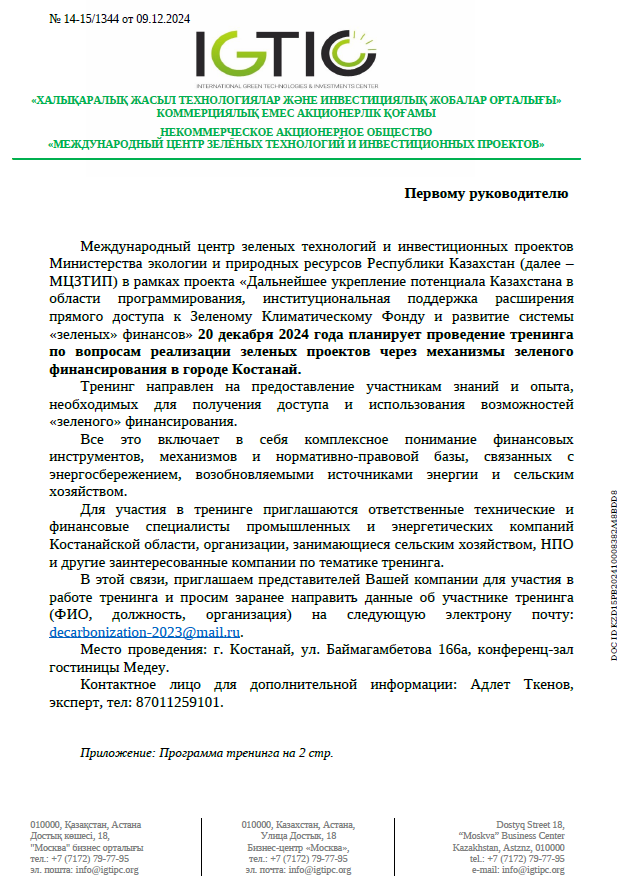 № 14-15/1344 от 09.12.2024
IGTIC
INTERNATIONAL GREEN TECHNOLOGIES & INVESTMENTS CENTER
«ХАЛЫҚАРАЛЫҚ ЖАСЫЛ ТЕХНОЛОГИЯЛАР ЖӘНЕ ИНВЕСТИЦИЯЛЫҚ ЖОБАЛАР ОРТАЛЫҒЫ»
КОММЕРЦИЯЛЫҚ ЕМЕС АКЦИОНЕРЛІК ҚОҒАМЫ
НЕКОММЕРЧЕСКОЕ АКЦИОНЕРНОЕ ОБЩЕСТВО
«МЕЖДУНАРОДНЫЙ ЦЕНТР ЗЕЛЁНЫХ ТЕХНОЛОГИЙ И ИНВЕСТИЦИОННЫХ ПРОЕКТОВ»
Первому руководителю
Международный центр зеленых технологий и инвестиционных проектов
Министерства экологии и природных ресурсов Республики Казахстан (далее –
МЦЗТИП) в рамках проекта «Дальнейшее укрепление потенциала Казахстана в
области программирования, институциональная поддержка расширения
прямого доступа к Зеленому Климатическому Фонду и развитие системы
«зеленых» финансов» 20 декабря 2024 года планирует проведение тренинга
по вопросам реализации зеленых проектов через механизмы зеленого
финансирования в городе Костанай.
Тренинг направлен на предоставление участникам знаний и опыта,
необходимых для получения доступа и использования возможностей
«зеленого» финансирования.
Все это включает в себя комплексное понимание финансовых
инструментов, механизмов и нормативно-правовой базы, связанных с
энергосбережением, возобновляемыми источниками энергии и сельским
хозяйством.
Для участия в тренинге приглашаются ответственные технические и
финансовые специалисты промышленных и энергетических компаний
Костанайской области, организации, занимающиеся сельским хозяйством, НПО
и другие заинтересованные компании по тематике тренинга.
В этой связи, приглашаем представителей Вашей компании для участия в
работе тренинга и просим заранее направить данные об участнике тренинга
(ФИО, должность, организация) на следующую электрону почту:
decarbonization-2023@mail.ru.
Место проведения: г. Костанай, ул. Баймагамбетова 166а, конференц-зал
гостиницы Медеу.
Контактное лицо для дополнительной информации: Адлет Ткенов,
эксперт, тел: 87011259101.
Приложение: Программа тренинга на 2 стр.
010000, Қазақстан, Астана
Достық көшесі, 18,
"Москва" бизнес орталығы
тел.: +7 (7172) 79-77-95
эл. пошта: info@igtipc.org
010000, Казахстан, Астана,
Улица Достык, 18
Бизнес-центр «Москва»,
тел.: +7 (7172) 79-77-95
эл. почта: info@igtipc.org
Dostyq Street 18,
“Moskva” Business Center
Kazakhstan, Astznz, 010000
tel.: +7 (7172) 79-77-95
e-mail: info@igtipc.org
DOC ID KZD15PB202410008382A48BDD8